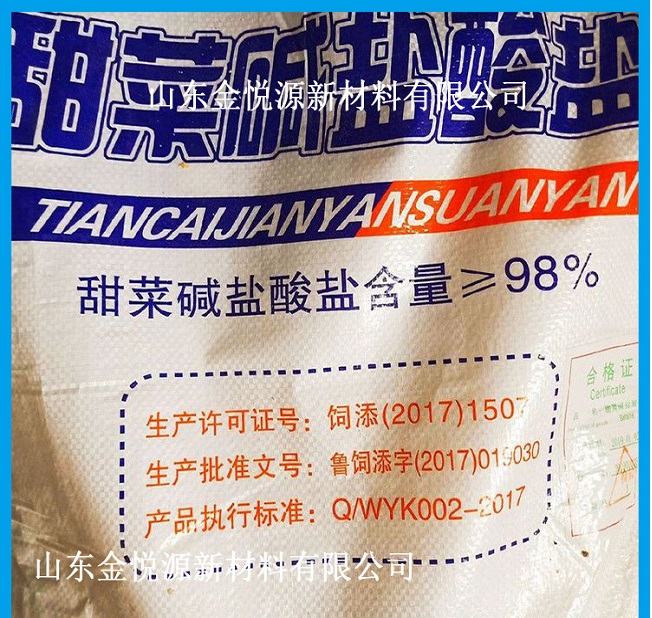 甜菜碱盐酸盐
山东金悦源新材料有限公司
TIANCAIJIANYANSUANYAN
甜菜碱盐酸盐含量≥98%
合格证
Certificate
生产许可证号：饲添(2017)1507
生产批准文号：鲁饲添字(2017)019030
产品执行标准：Q/WYK002-2017
山东金悦源新材料有限公司